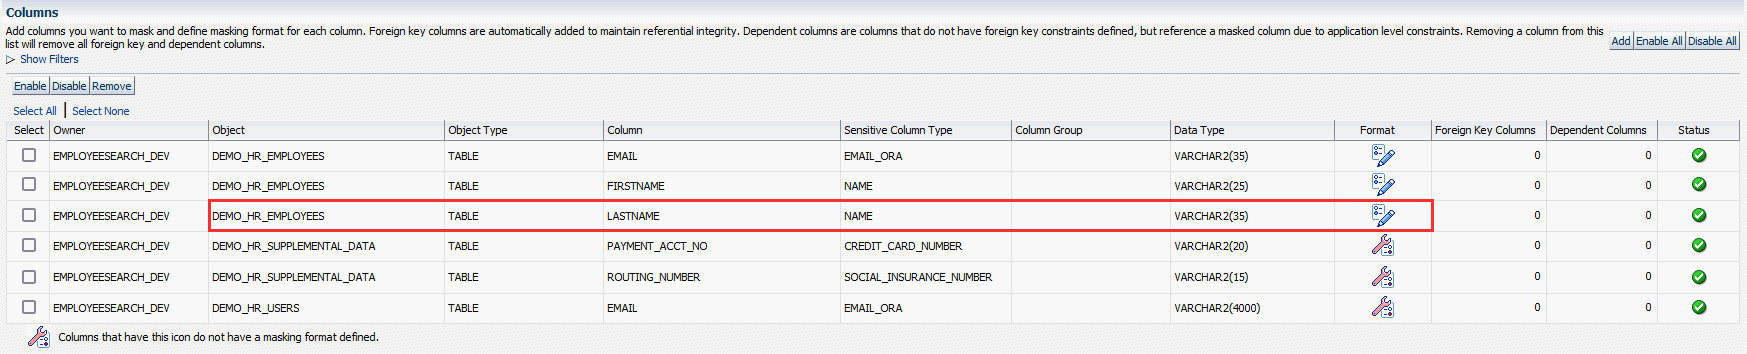 Columns
Add columns you want to mask and define masking format for each column. Foreign key columns are automatically added to maintain referential integrity. Dependent columns are columns that do not have foreign key constraints defined, but reference a masked column due to application level constraints. Removing a column from this
list will remove all foreign key and dependent columns.
Add Enable All Disable All
Show Filters
Enable Disable Remove
Select All | Select None
Select Owner Object Object Type Column Sensitive Column Type Column Group Data Type Format Foreign Key Columns Dependent Columns Status
EMPLOYEESEARCH_DEV DEMO_HR_EMPLOYEES TABLE EMAIL EMAIL_ORA VARCHAR2(35) 0 0
EMPLOYEESEARCH_DEV DEMO_HR_EMPLOYEES TABLE FIRSTNAME NAME VARCHAR2(25) 0 0
EMPLOYEESEARCH_DEV DEMO_HR_EMPLOYEES TABLE LASTNAME NAME VARCHAR2(35) 0 0
EMPLOYEESEARCH_DEV DEMO_HR_SUPPLEMENTAL_DATA TABLE PAYMENT_ACCT_NO CREDIT_CARD_NUMBER VARCHAR2(20) 0 0
EMPLOYEESEARCH_DEV DEMO_HR_SUPPLEMENTAL_DATA TABLE ROUTING_NUMBER SOCIAL_INSURANCE_NUMBER VARCHAR2(15) 0 0
EMPLOYEESEARCH_DEV DEMO_HR_USERS TABLE EMAIL EMAIL_ORA VARCHAR2(4000) 0 0
Columns that have this icon do not have a masking format defined.